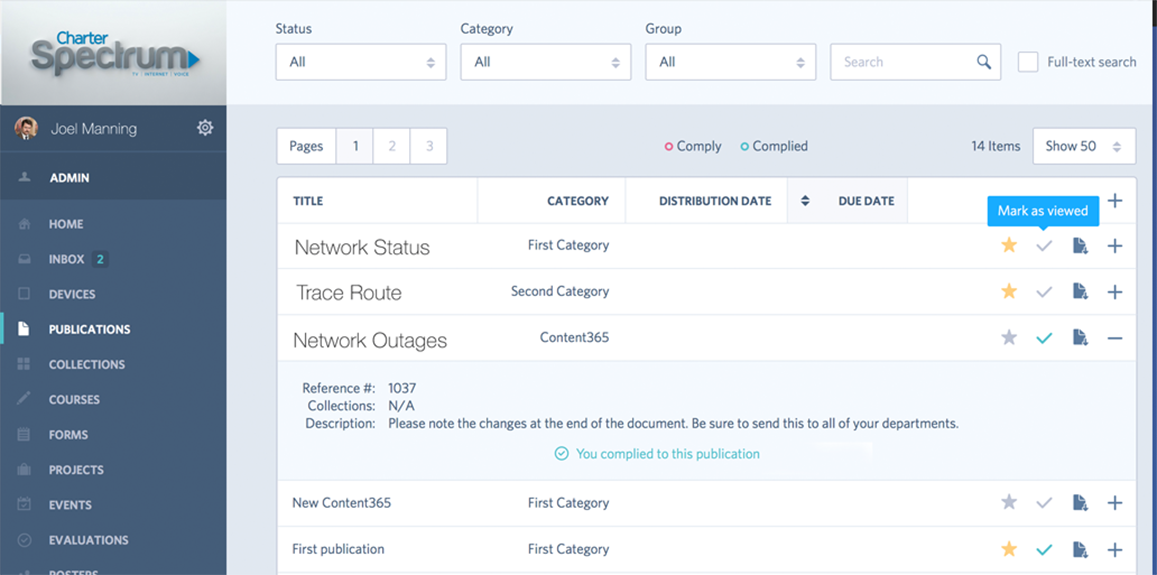 Charter
Spectrum
TV | INTERNET | VOICE
Joel Manning
ADMIN
HOME
INBOX 2
DEVICES
PUBLICATIONS
COLLECTIONS
COURSES
FORMS
PROJECTS
EVENTS
EVALUATIONS
POSTERS
Status Category Group
All All All Search Full-text search
Pages 1 2 3 Comply Complied 14 Items Show 50
TITLE CATEGORY DISTRIBUTION DATE DUE DATE
Mark as viewed
Network Status First Category
Trace Route Second Category
Network Outages Content365
Reference #: 1037
Collections: N/A
Description: Please note the changes at the end of the document. Be sure to send this to all of your departments.
You complied to this publication
New Content365 First Category
First publication First Category